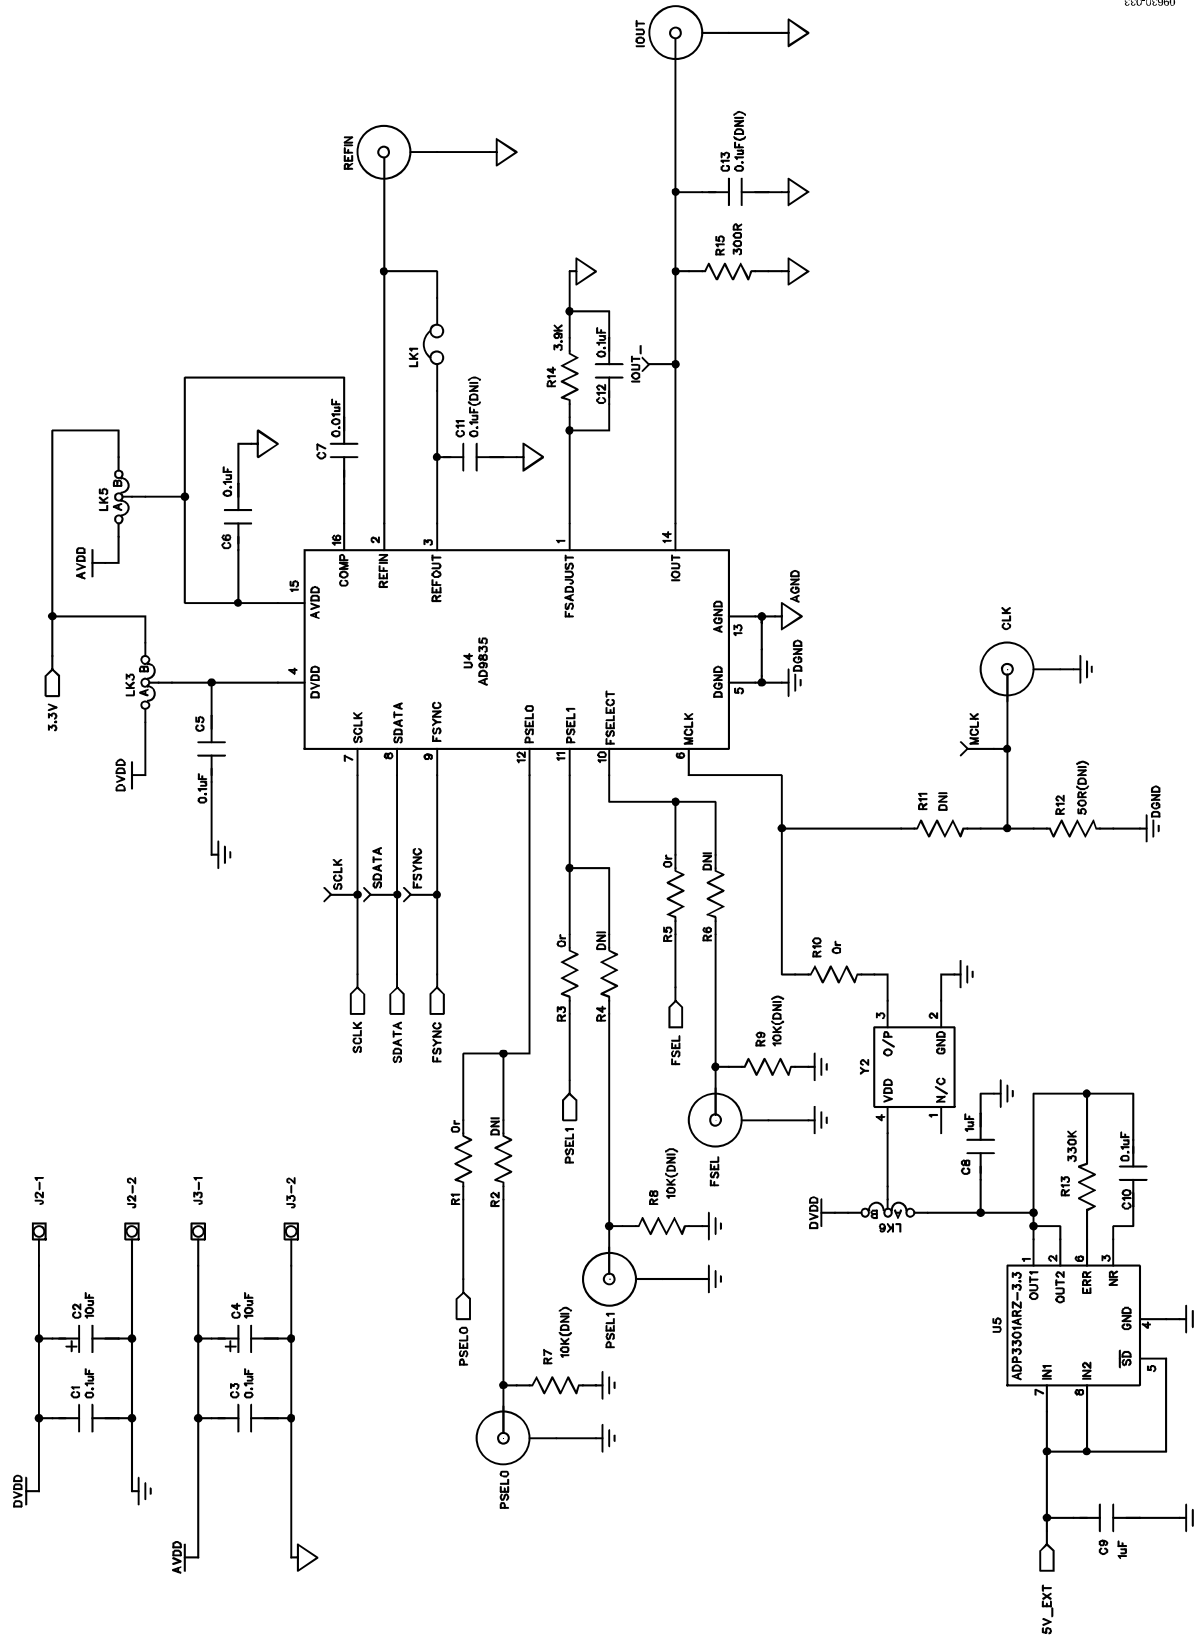 09630-033
IOUT
REFIN
C13
0.1uF(DNI)
R15
300R
LK1
R14
3.9K
C12
0.1uF
IOUT_
C11
0.1uF(DNI)
C7
0.01uF
C6
0.1uF
LK5
A
B
AVDD
3.3V
LK3
A
B
DVDD
C5
0.1uF
16
COMP
2
REFIN
3
REFOUT
1
FSADJUST
14
IOUT
15
AVDD
4
DVDD
U4
AD9835
AGND
13
AGND
DGND
5
DGND
SCLK
7
SDATA
8
FSYNC
9
PSEL0
12
PSEL1
11
FSELECT
10
MCLK
6
SCLK
SDATA
FSYNC
SCLK
SDATA
FSYNC
CLK
MCLK
R11
DNI
R12
50R(DNI)
DGND
R5
0r
R6
DNI
R3
0r
R4
DNI
R10
0r
FSEL
R9
10K(DNI)
FSEL
Y2
3
O/P
2
GND
4
VDD
1
N/C
C8
1uF
R1
0r
R2
DNI
PSEL1
R8
10K(DNI)
PSEL1
PSEL0
R7
10K(DNI)
PSEL0
DVDD
LK6
B
A
R13
330K
C10
0.1uF
U5
ADP3301ARZ-3.3
1
OUT1
2
OUT2
6
ERR
3
NR
GND
4
SD
5
IN1
7
IN2
8
C9
1uF
5V_EXT
J2-1
J2-2
J3-1
J3-2
C2
10uF
+
C1
0.1uF
C4
10uF
+
C3
0.1uF
DVDD
AVDD